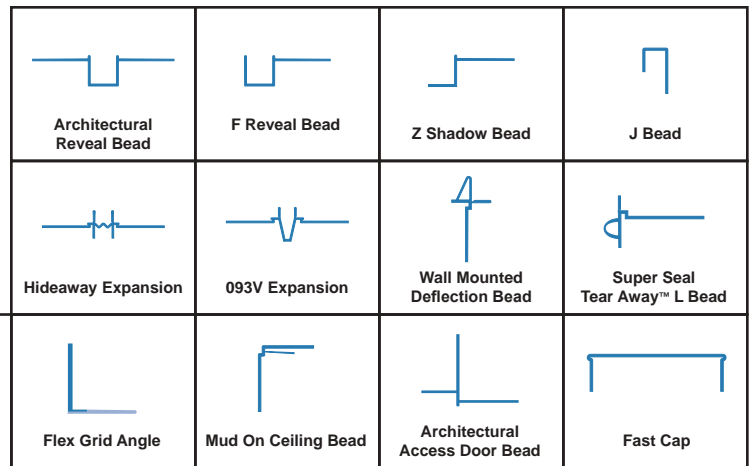 Architectural
Reveal Bead
F Reveal Bead
Z Shadow Bead
J Bead
Hideaway Expansion
093V Expansion
Wall Mounted
Deflection Bead
Super Seal
Tear Away™ L Bead
Flex Grid Angle
Mud On Ceiling Bead
Architectural
Access Door Bead
Fast Cap